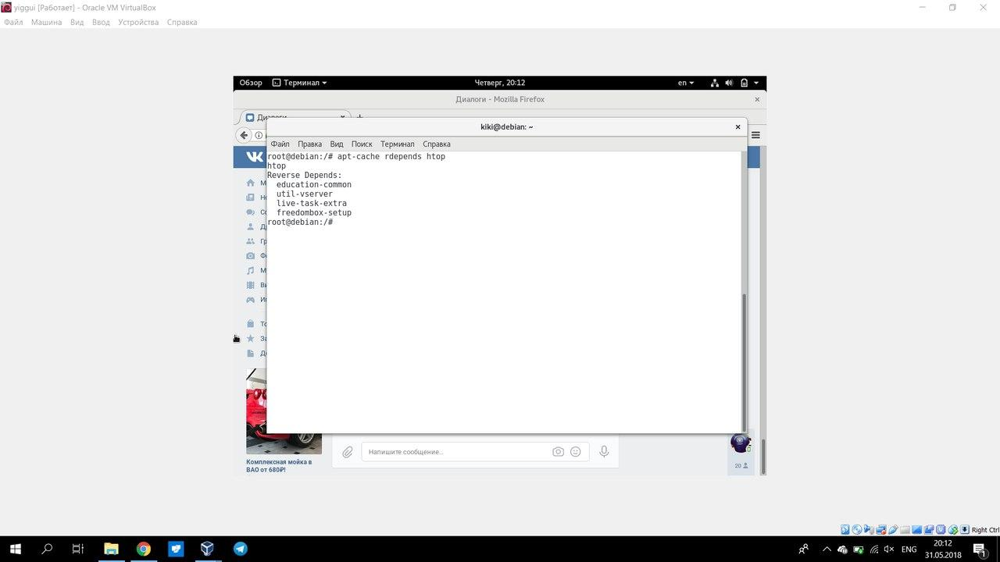 yiggui [Работает] - Oracle VM VirtualBox
Файл Машина Вид Ввод Устройства Справка
Обзор Терминал Четверг, 20:12 en
Диалоги - Mozilla Firefox
Диалоги
kiki@debian: ~
Файл Правка Вид Поиск Терминал Справка
root@debian:/# apt-cache rdepends htop
htop
Reverse Depends:
education-common
util-vserver
live-task-extra
freedombox-setup
root@debian:/#
Напишите сообщение...
Комплексная мойка в
ВАО от 680₽!
20
Right Ctrl
ENG
20:12
31.05.2018
1